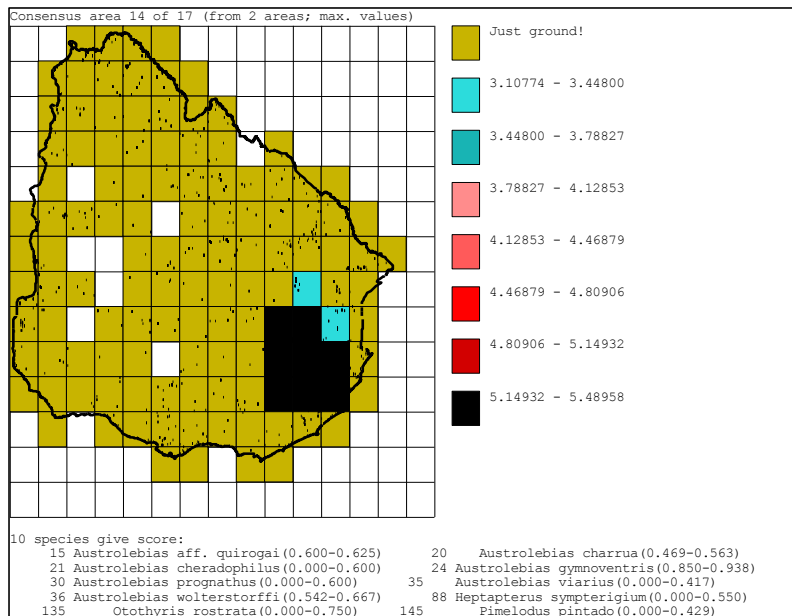 Consensus area 14 of 17 (from 2 areas; max. values)
Just ground!
3.10774 - 3.44800
3.44800 - 3.78827
3.78827 - 4.12853
4.12853 - 4.46879
4.46879 - 4.80906
4.80906 - 5.14932
5.14932 - 5.48958
10 species give score:
15 Austrolebias aff. quirogai(0.600-0.625) 20 Austrolebias charrua(0.469-0.563)
21 Austrolebias cheradophilus(0.000-0.600) 24 Austrolebias gymnoventris(0.850-0.938)
30 Austrolebias prognathus(0.000-0.600) 35 Austrolebias viarius(0.000-0.417)
36 Austrolebias wolterstorffi(0.542-0.667) 88 Heptapterus sympterigium(0.000-0.550)
135 Otothyris rostrata(0.000-0.750) 145 Pimelodus pintado(0.000-0.429)